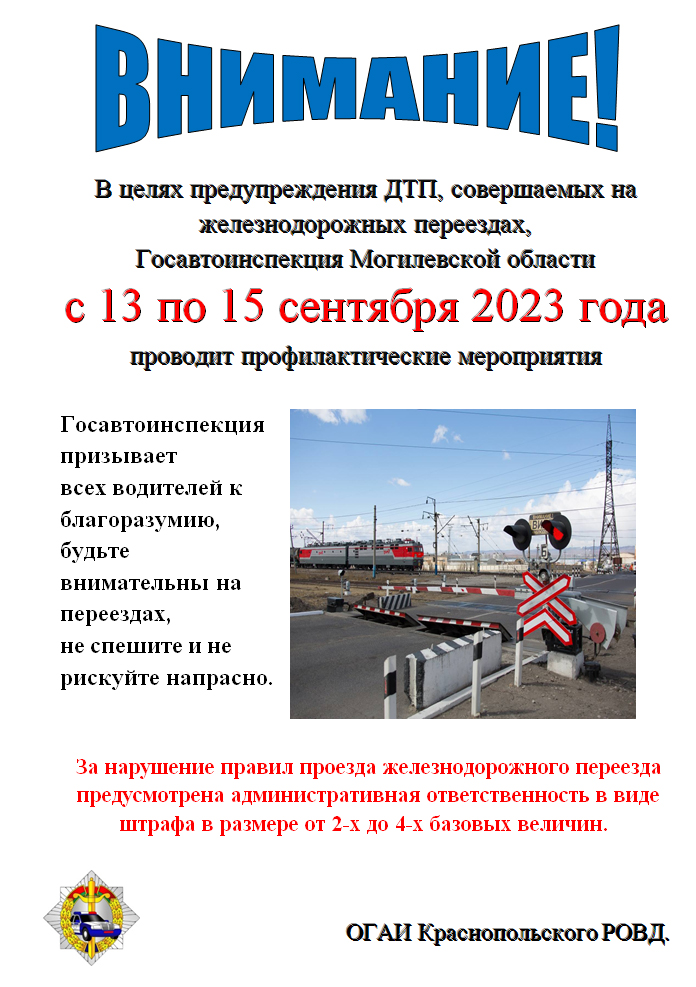 ВНИМАНИЕ!
В целях предупреждения ДТП, совершаемых на
железнодорожных переездах,
Госавтоинспекция Могилевской области
с 13 по 15 сентября 2023 года
проводит профилактические мероприятия
Госавтоинспекция
призывает
всех водителей к
благоразумию,
будьте
внимательны на
переездах,
не спешите и не
рискуйте напрасно.
За нарушение правил проезда железнодорожного переезда
предусмотрена административная ответственность в виде
штрафа в размере от 2-х до 4-х базовых величин.
ОГАИ Краснопольского РОВД.